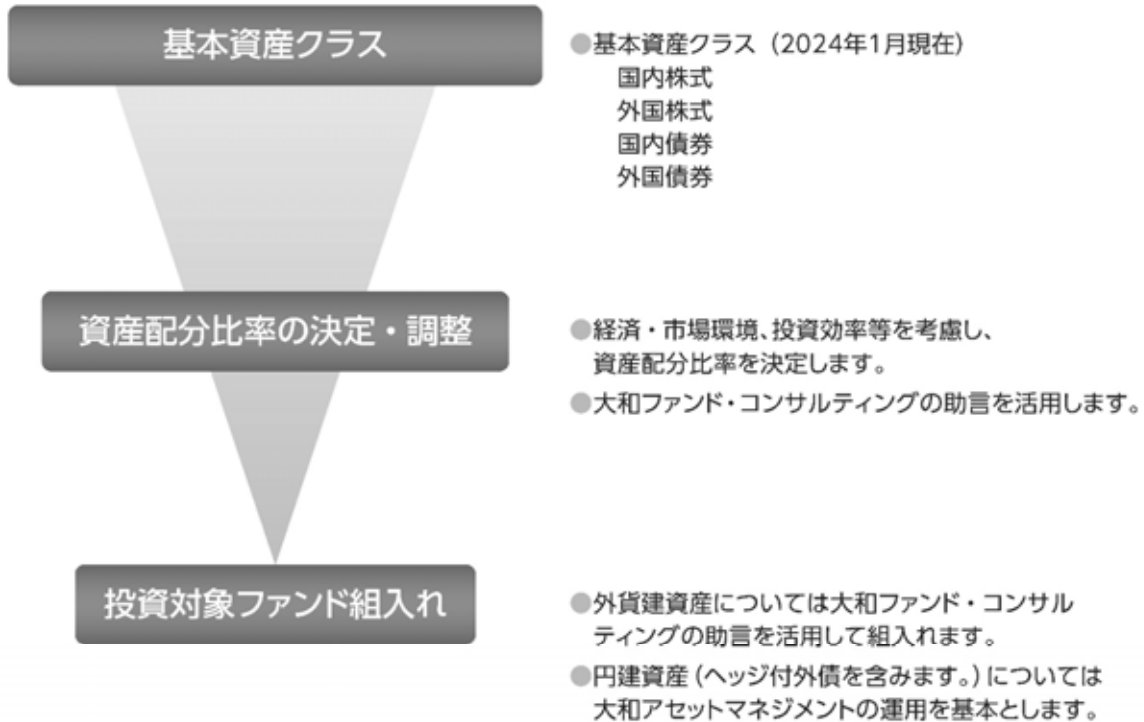 基本資産クラス
●基本資産クラス（2024年1月現在）
国内株式
外国株式
国内債券
外国債券
資産配分比率の決定・調整
●経済・市場環境、投資効率等を考慮し、
資産配分比率を決定します。
●大和ファンド・コンサルティングの助言を活用します。
投資対象ファンド組入れ
●外貨建資産については大和ファンド・コンサル
ティングの助言を活用して組入れます。
●円建資産（ヘッジ付外債を含みます。）については
大和アセットマネジメントの運用を基本とします。